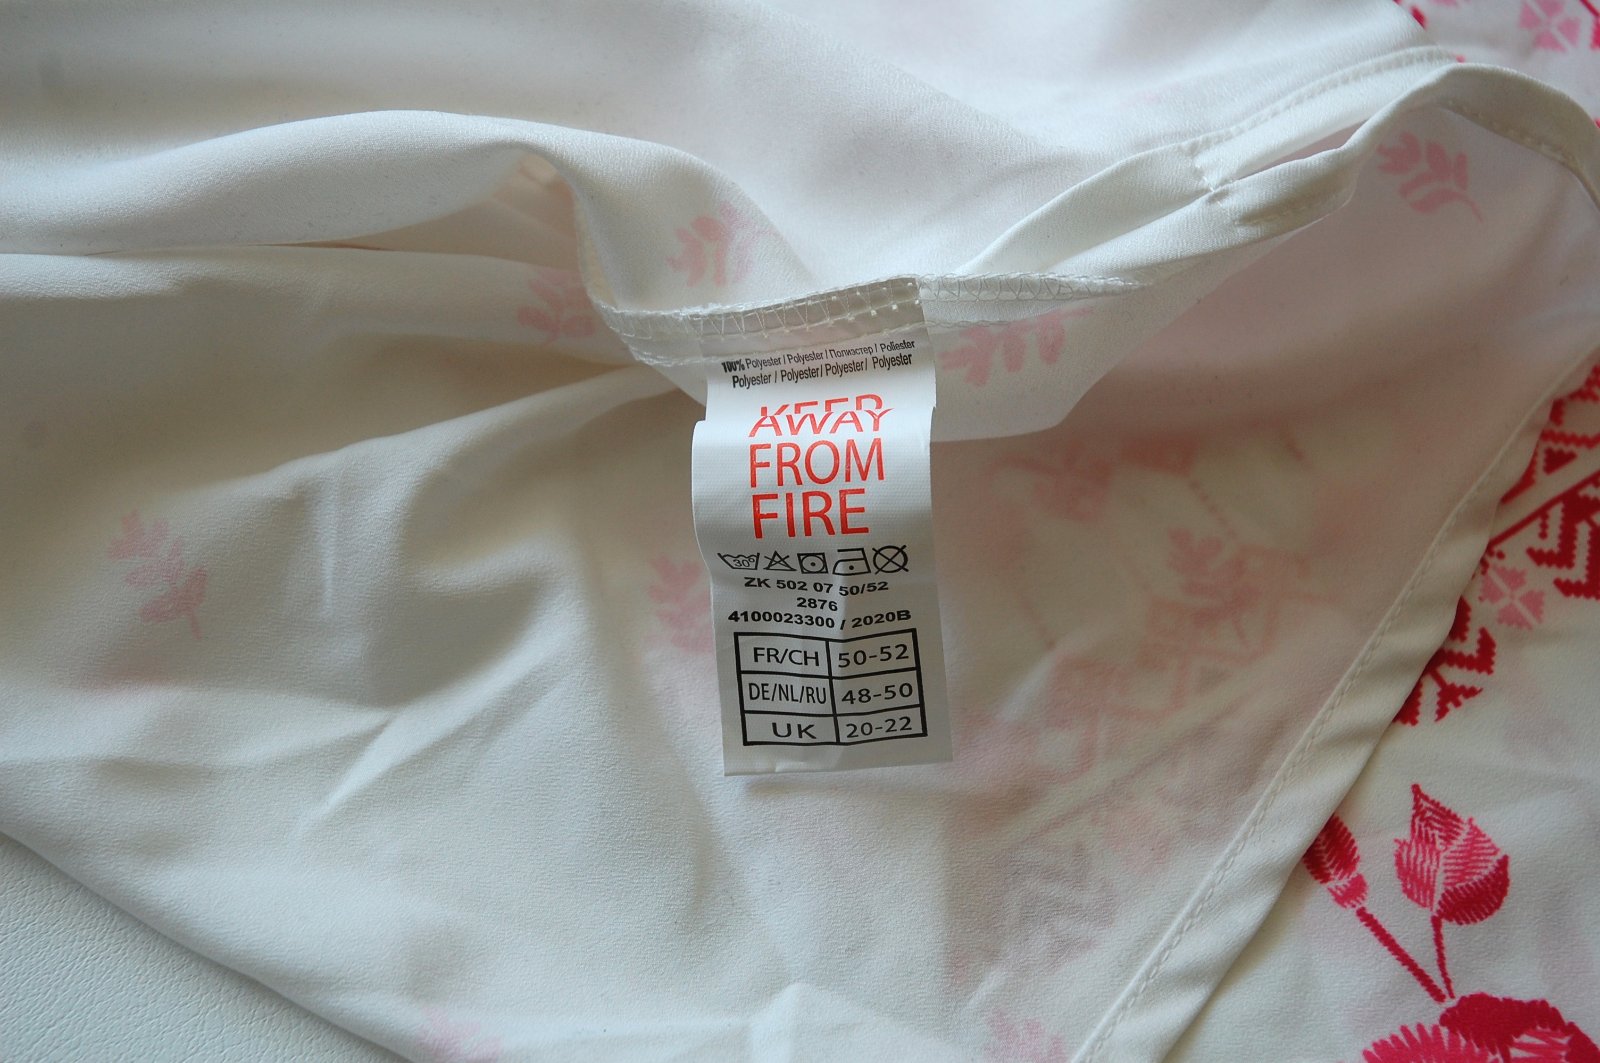 100% Polyester / Polyester / Полиэстер / Poliester
Polyester / Polyester / Polyester / Polyester
KEEP
AWAY
FROM
FIRE
30°
ZK 502 07 50/52
2876
4100023300 / 2020B
FR/CH 50-52
DE/NL/RU 48-50
UK 20-22